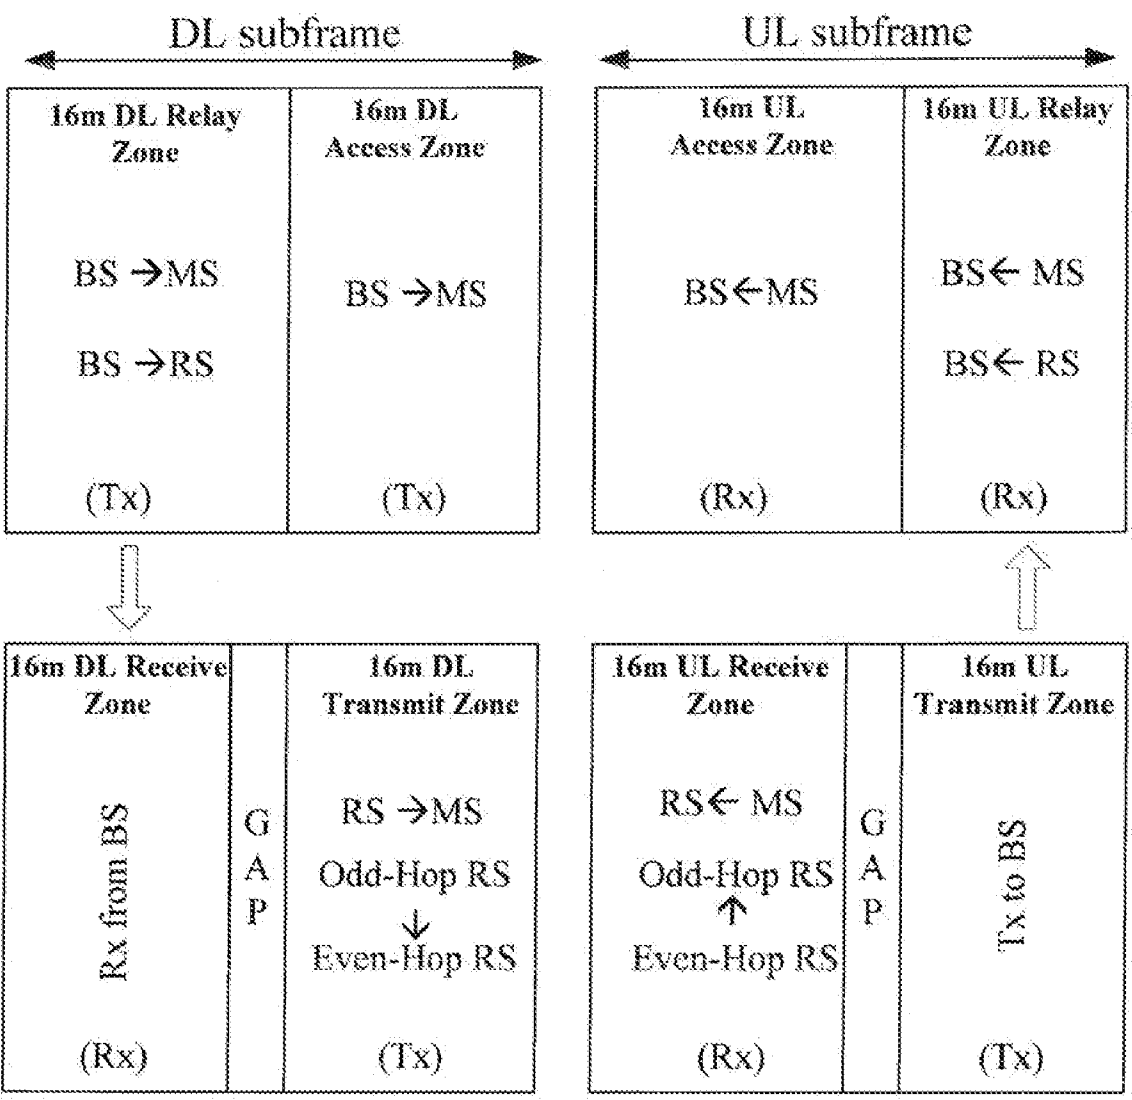 DL subframe
UL subframe
16m DL Relay
Zone
BS →MS
BS →RS
(Tx)
16m DL
Access Zone
BS →MS
(Tx)
16m UL
Access Zone
BS←MS
(Rx)
16m UL Relay
Zone
BS← MS
BS← RS
(Rx)
16m DL Receive
Zone
Rx from BS
(Rx)
G
A
P
16m DL
Transmit Zone
RS →MS
Odd-Hop RS
↓
Even-Hop RS
(Tx)
16m UL Receive
Zone
RS← MS
Odd-Hop RS
↑
Even-Hop RS
(Rx)
G
A
P
16m UL
Transmit Zone
Tx to BS
(Tx)